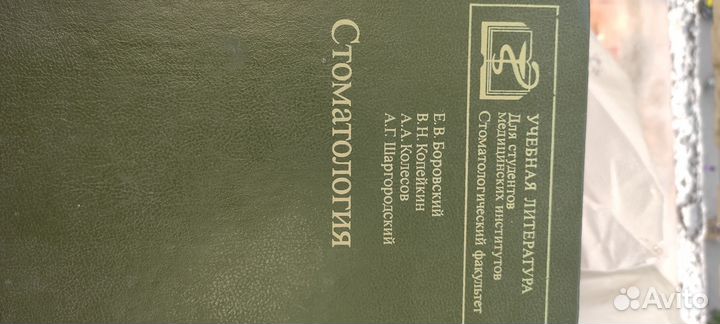 УЧЕБНАЯ ЛИТЕРАТУРА
Для студентов
медицинских институтов
Стоматологический факультет
Е.В. Боровский
В.Н. Копейкин
А.А. Колесов
А.Г. Шаргородский
Стоматология
Avito